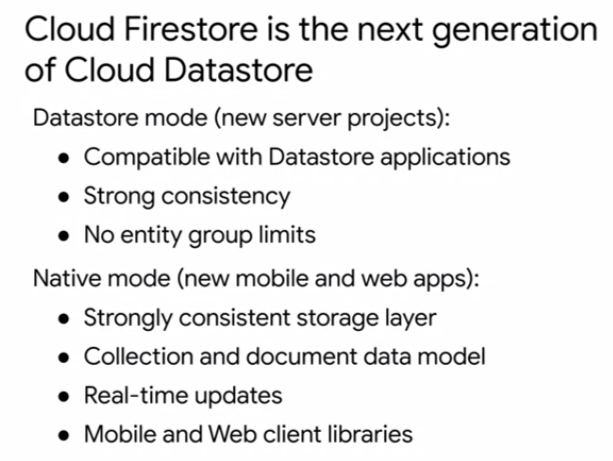 Cloud Firestore is the next generation
of Cloud Datastore
Datastore mode (new server projects):
● Compatible with Datastore applications
● Strong consistency
● No entity group limits
Native mode (new mobile and web apps):
● Strongly consistent storage layer
● Collection and document data model
● Real-time updates
● Mobile and Web client libraries